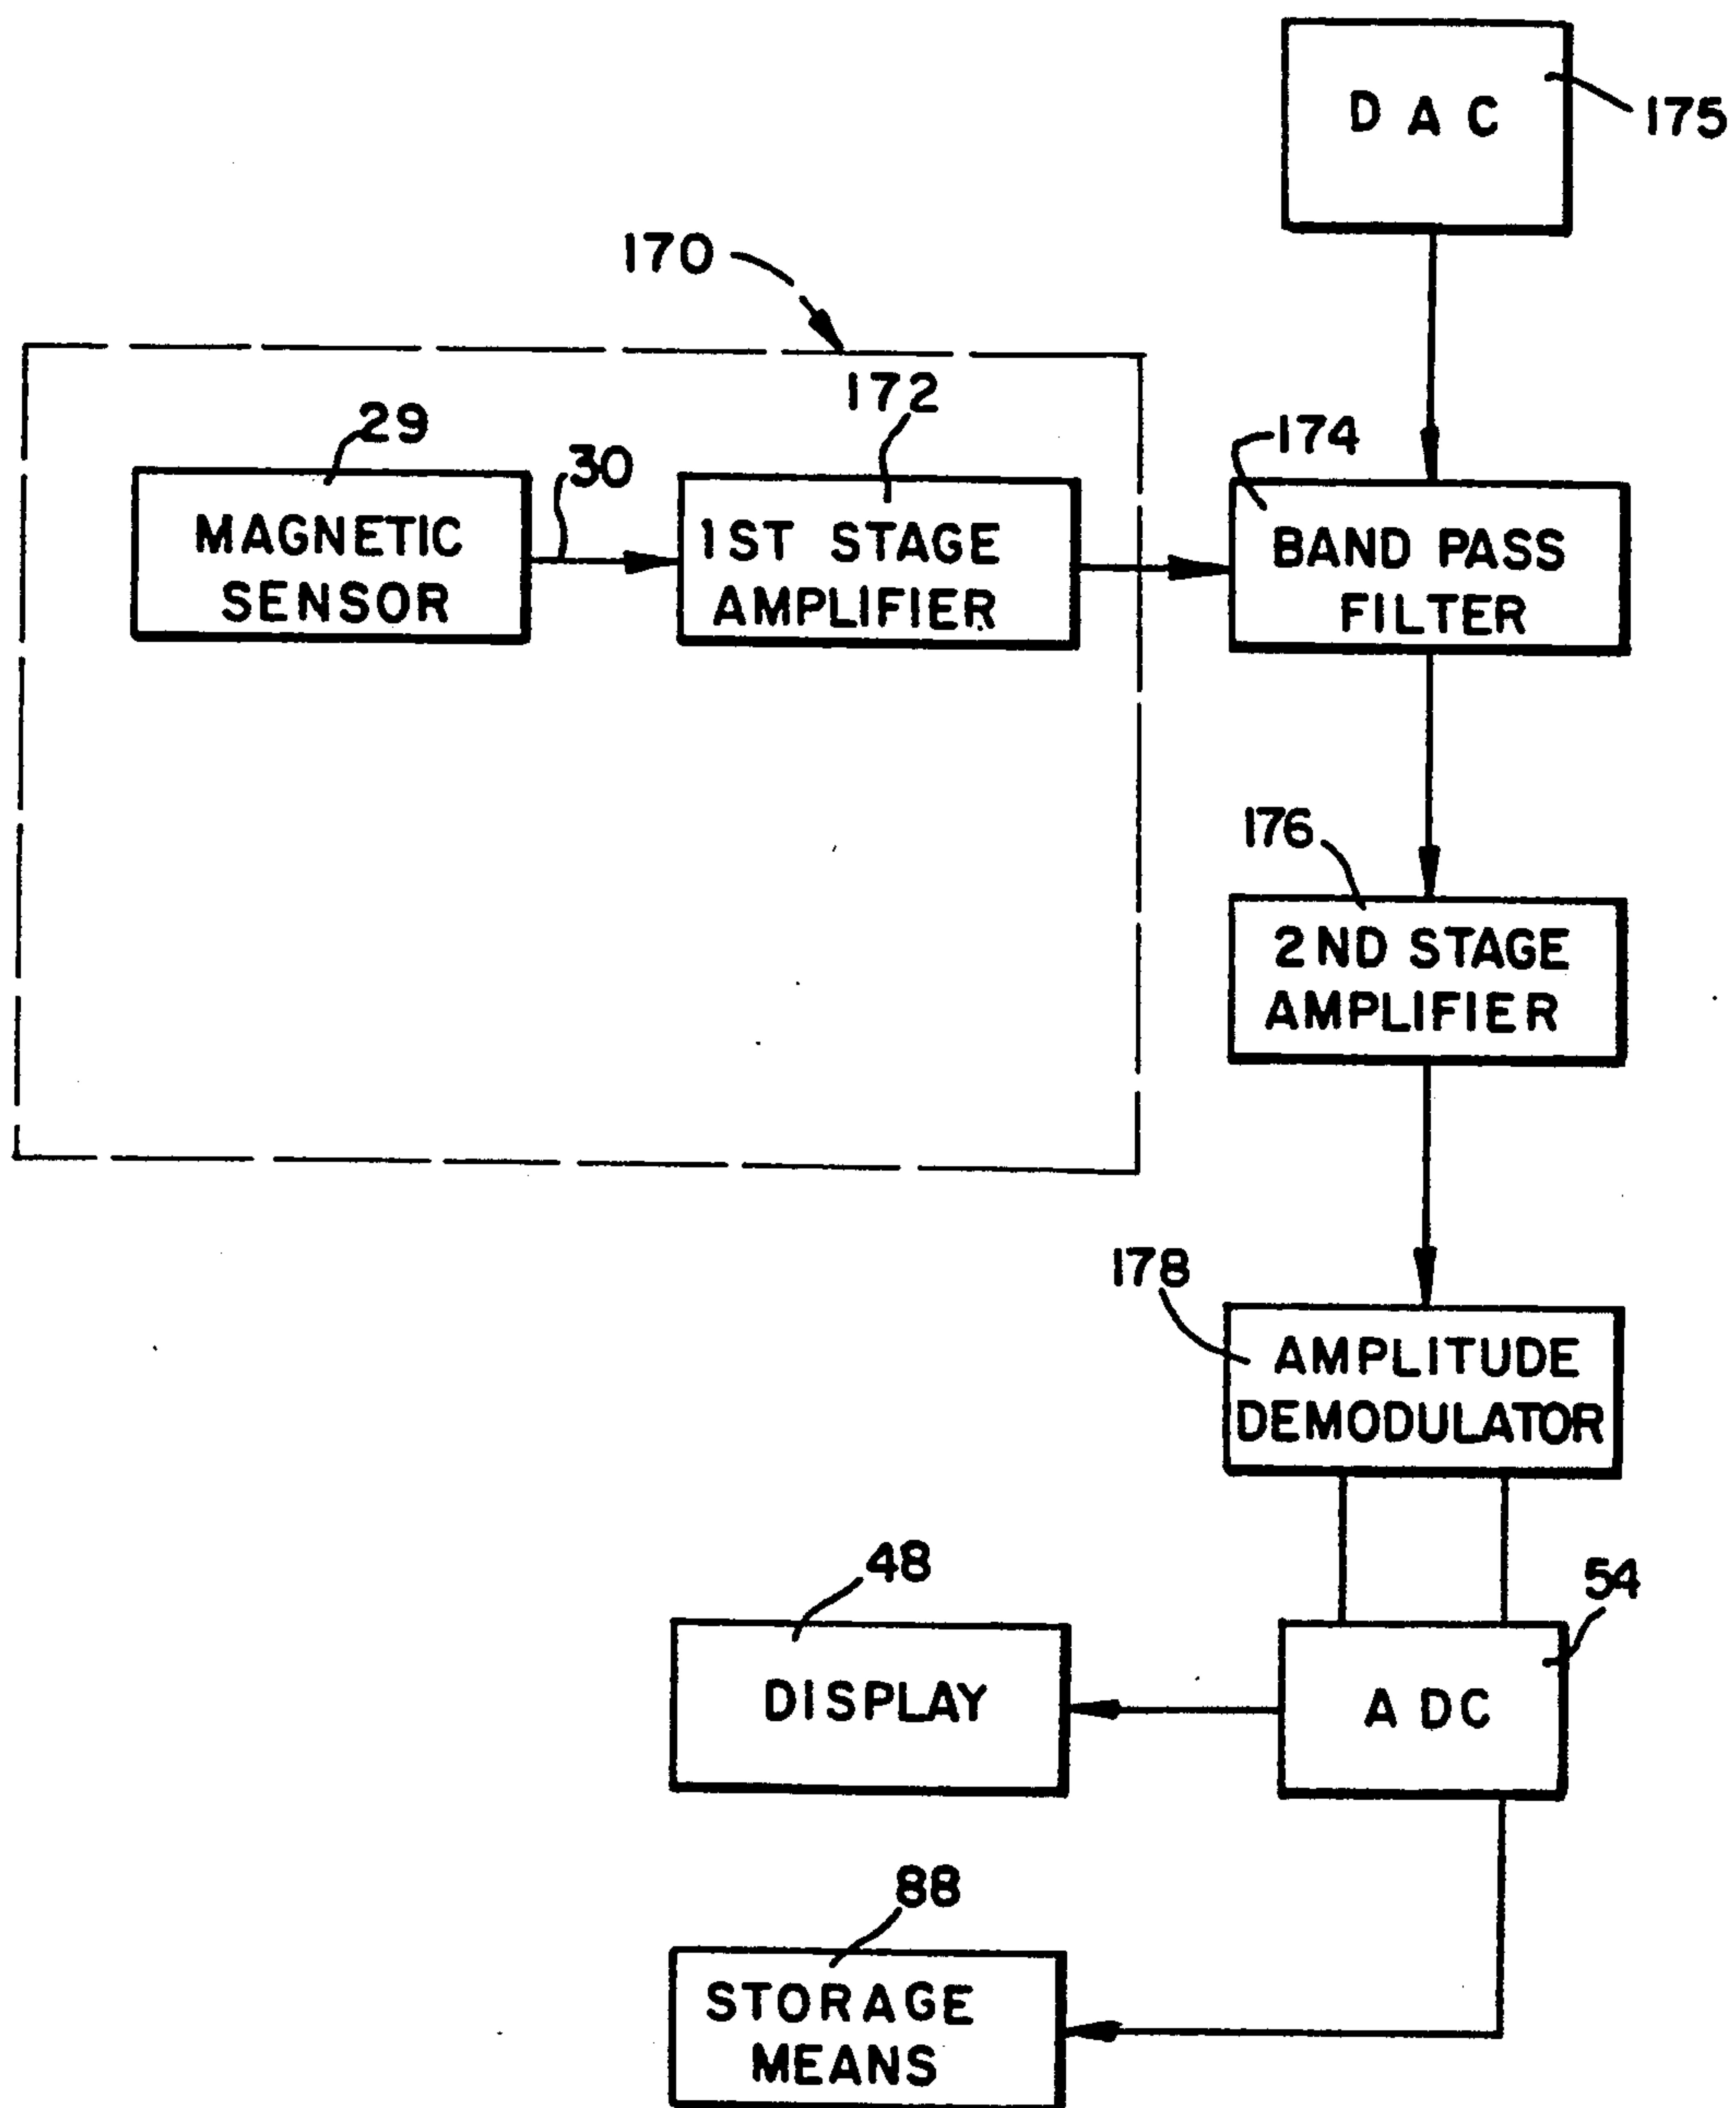 D A C
175
170
172
29
30
174
MAGNETIC
SENSOR
1ST STAGE
AMPLIFIER
BAND PASS
FILTER
176
2ND STAGE
AMPLIFIER
178
AMPLITUDE
DEMODULATOR
48
54
DISPLAY
ADC
88
STORAGE
MEANS